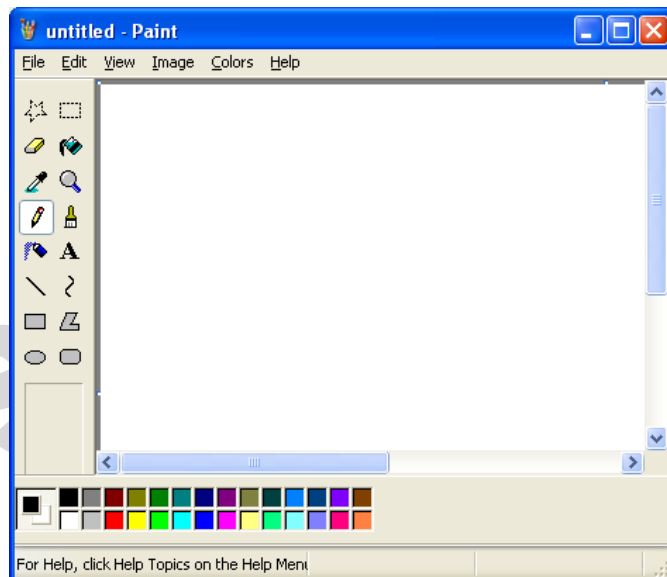 untitled - Paint
File Edit View Image Colors Help
A
For Help, click Help Topics on the Help Menu